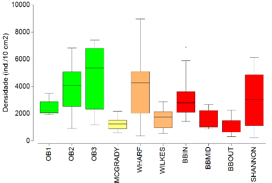 Densidade (ind./10 cm2)
8000
6000
4000
2000
0
OB1
OB2
OB3
MCGRADY
WHARF
WILKES
BBIN
BBMID
BBOUT
SHANNON